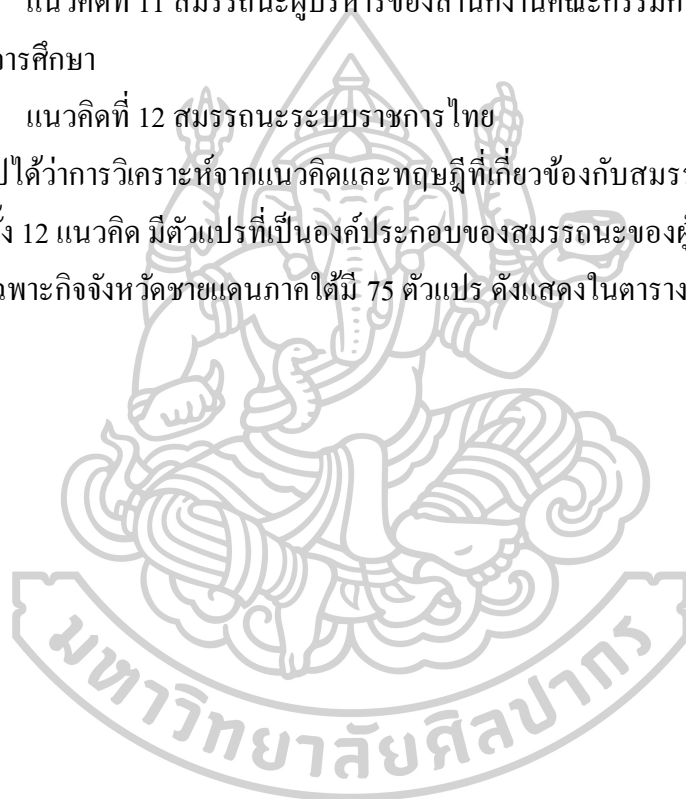 แนวคิดที่ 11 สมรรถนะผู้บริหารของสำนักงานคณะกรรมก
ารศึกษา
แนวคิดที่ 12 สมรรถนะระบบราชการไทย
ปได้ว่าการวิเคราะห์จากแนวคิดและทฤษฎีที่เกี่ยวข้องกับสมรร
ั้ง 12 แนวคิด มีตัวแปรที่เป็นองค์ประกอบของสมรรถนะของผู้
ฉพาะกิจจังหวัดชายแดนภาคใต้มี 75 ตัวแปร ดังแสดงในตาราง
มหาวิทยาลัยศิลปากร